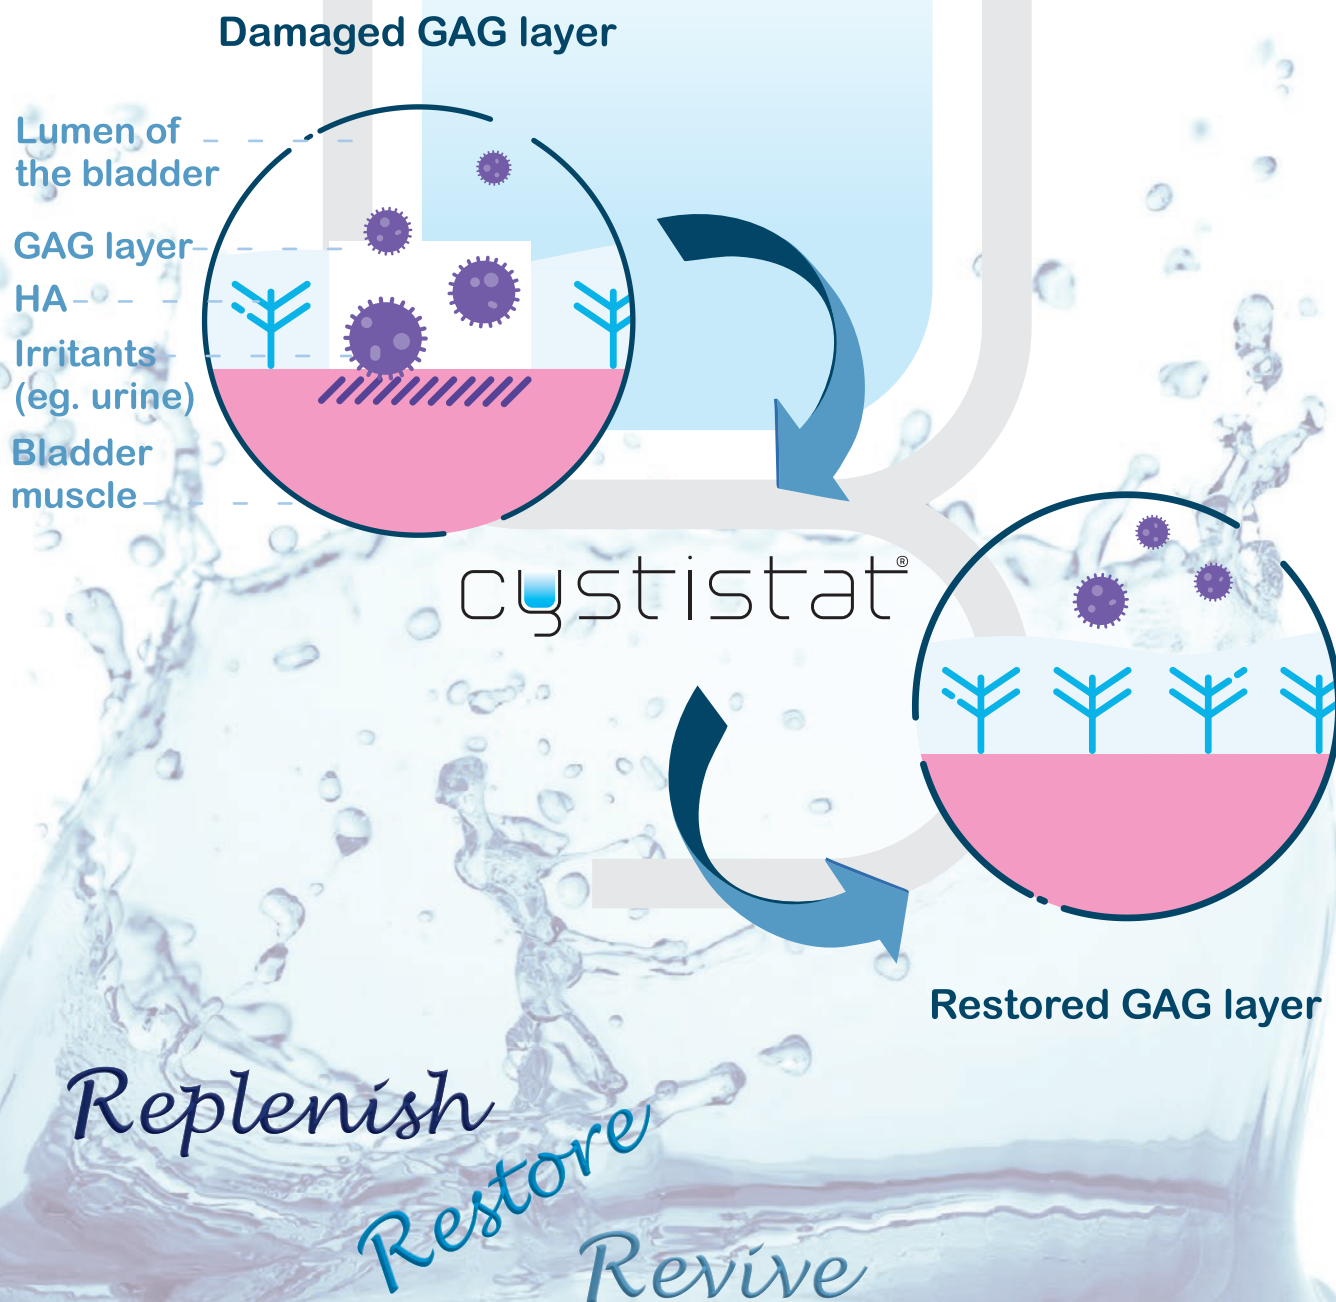 Damaged GAG layer
Lumen of
the bladder
GAG layer
HA
Irritants
(eg. urine)
Bladder
muscle
cystistat®
Restored GAG layer
Replenish
Restore
Revive